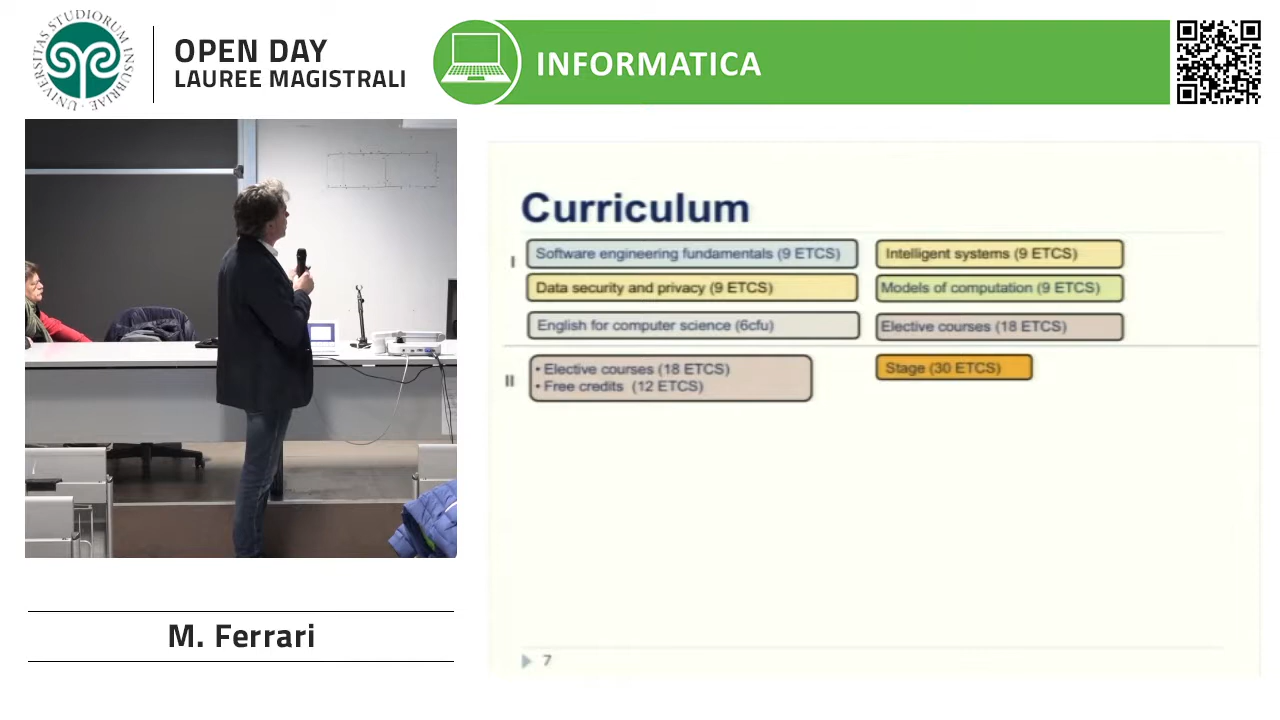 UNIVERSITAS STUDIORUM INSUBRIAE
OPEN DAY
LAUREE MAGISTRALI
INFORMATICA
Curriculum
I
Software engineering fundamentals (9 ETCS)
Intelligent systems (9 ETCS)
Data security and privacy (9 ETCS)
Models of computation (9 ETCS)
English for computer science (6cfu)
Elective courses (18 ETCS)
II
• Elective courses (18 ETCS)
• Free credits (12 ETCS)
Stage (30 ETCS)
M. Ferrari
7